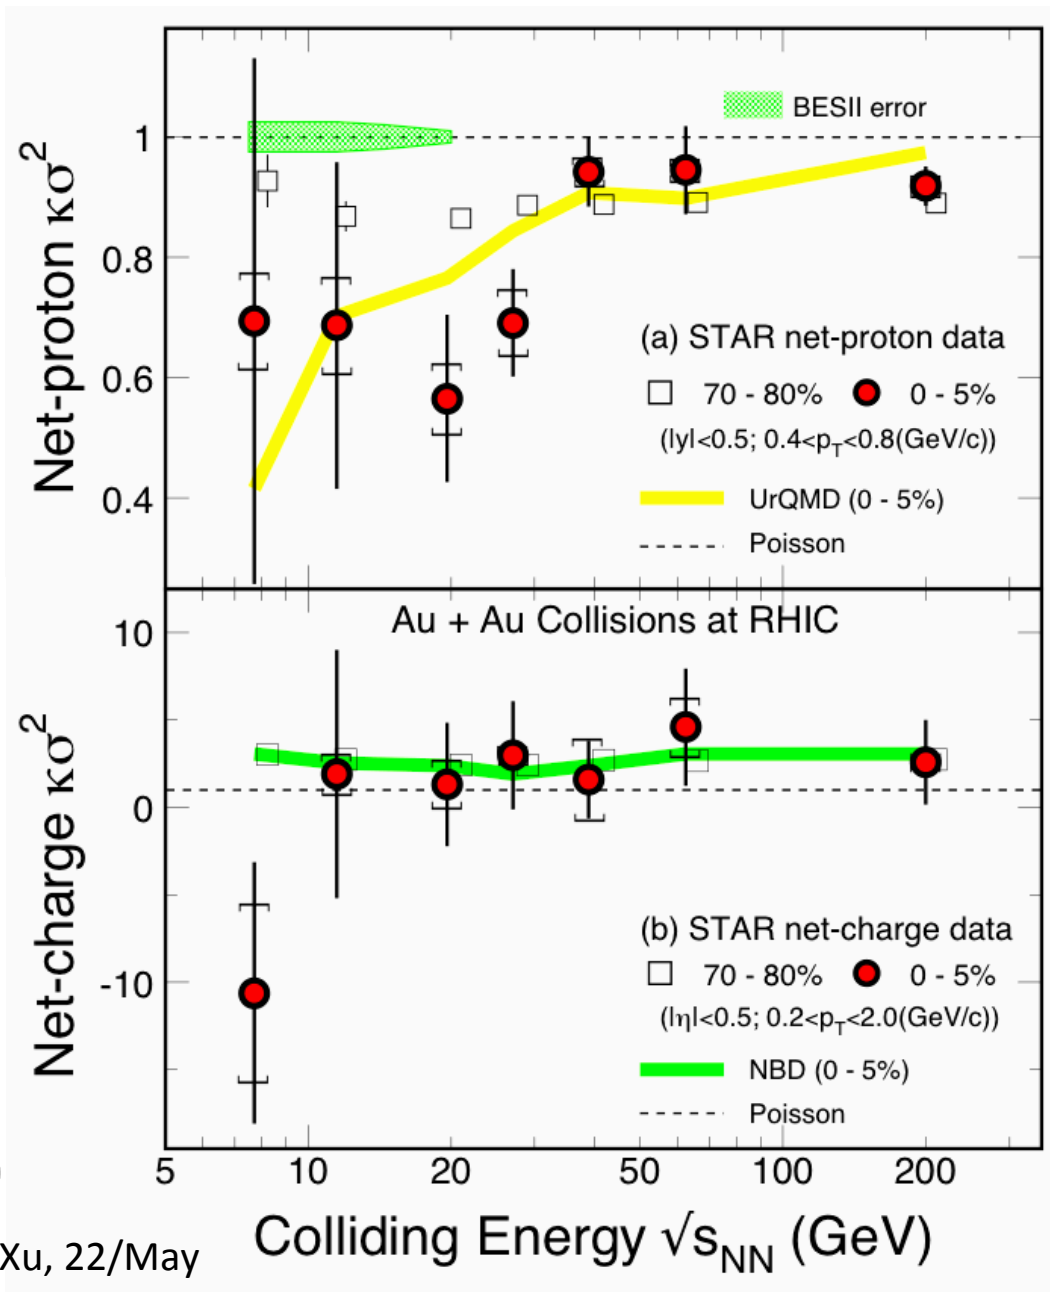 Net-proton κσ²
1
0.8
0.6
0.4
BESII error
(a) STAR net-proton data
70 - 80% 0 - 5%
(|y|<0.5; 0.4<pT<0.8(GeV/c))
UrQMD (0 - 5%)
Poisson
Au + Au Collisions at RHIC
Net-charge κσ²
10
0
-10
(b) STAR net-charge data
70 - 80% 0 - 5%
(|η|<0.5; 0.2<pT<2.0(GeV/c))
NBD (0 - 5%)
Poisson
5 10 20 50 100 200
Colliding Energy √sNN (GeV)
Xu, 22/May